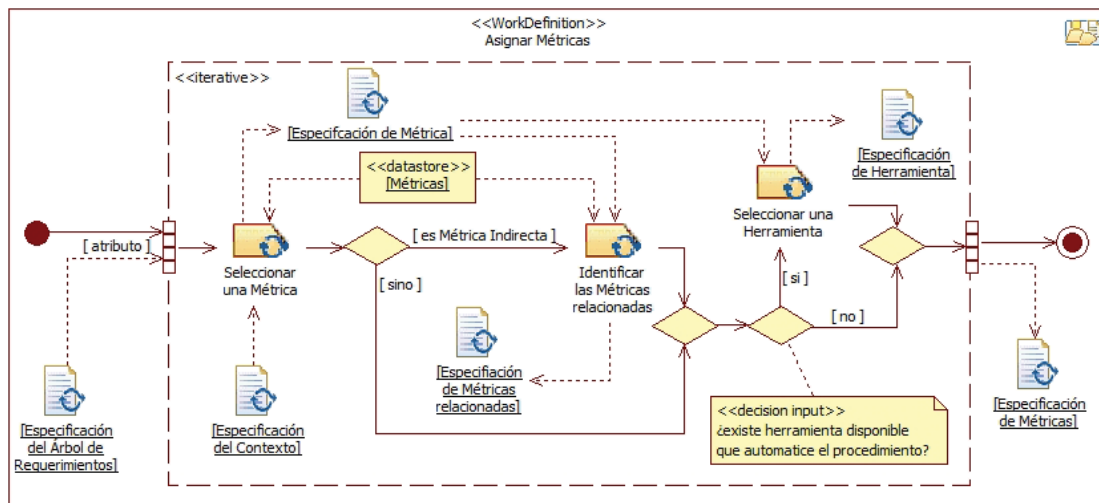 <<WorkDefinition>>
Asignar Métricas
<<iterative>>
[Especifcación de Métrica]
<<datastore>>
[Métricas]
[Especificación
de Herramienta]
[ atributo ]
Seleccionar
una Métrica
[ es Métrica Indirecta ]
[ sino ]
Identificar
las Métricas
relacionadas
Seleccionar una
Herramienta
[ si ]
[ no ]
[Especifiación
de Métricas
relacionadas]
[Especificación
del Árbol de
Requerimientos]
[Especificación
del Contexto]
<<decision input>>
¿existe herramienta disponible
que automatice el procedimiento?
[Especificación
de Métricas]